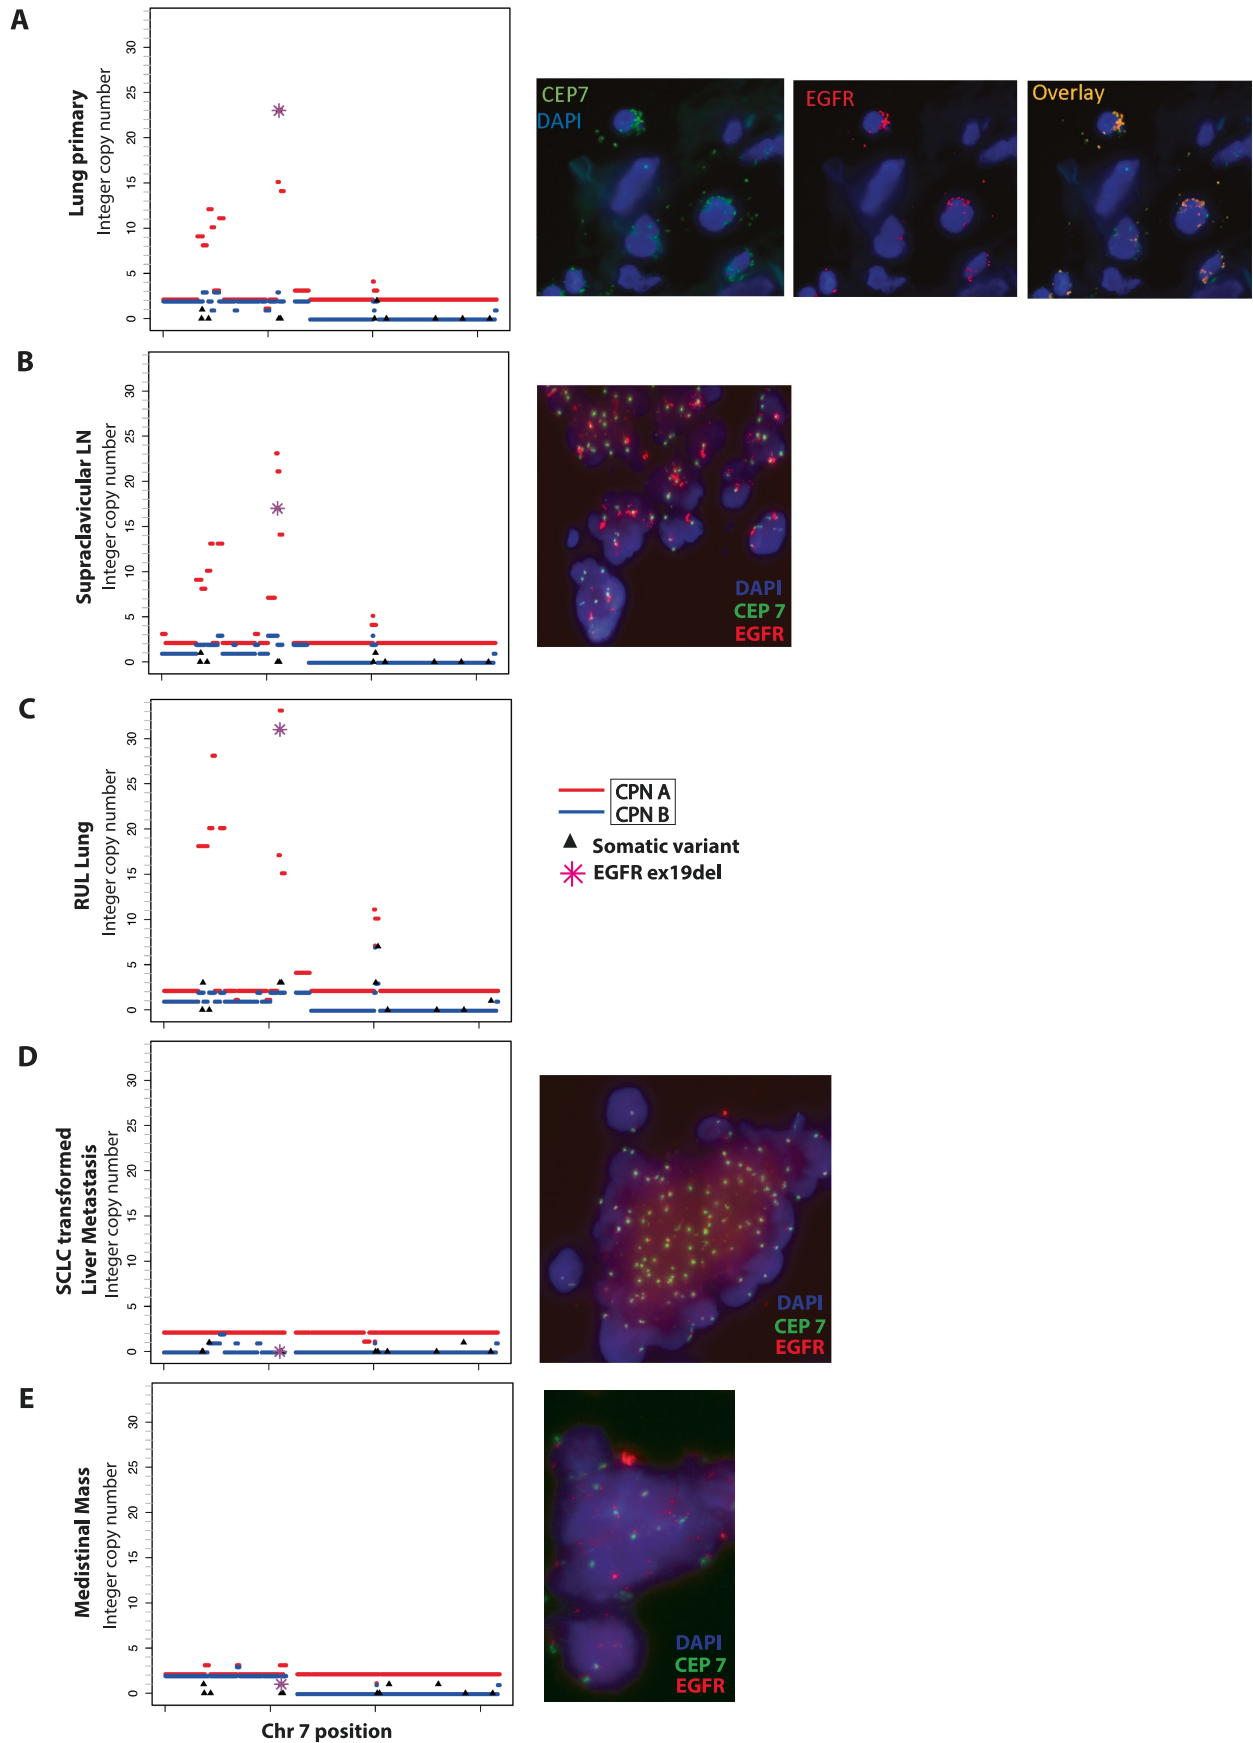 A
Lung primary
Integer copy number
0 5 10 15 20 25 30
CEP7
DAPI
EGFR
Overlay
B
Supraclavicular LN
Integer copy number
0 5 10 15 20 25 30
DAPI
CEP 7
EGFR
C
RUL Lung
Integer copy number
0 5 10 15 20 25 30
CPN A
CPN B
Somatic variant
EGFR ex19del
D
SCLC transformed
Liver Metastasis
Integer copy number
0 5 10 15 20 25 30
DAPI
CEP 7
EGFR
E
Medistinal Mass
Integer copy number
0 5 10 15 20 25 30
DAPI
CEP 7
EGFR
Chr 7 position